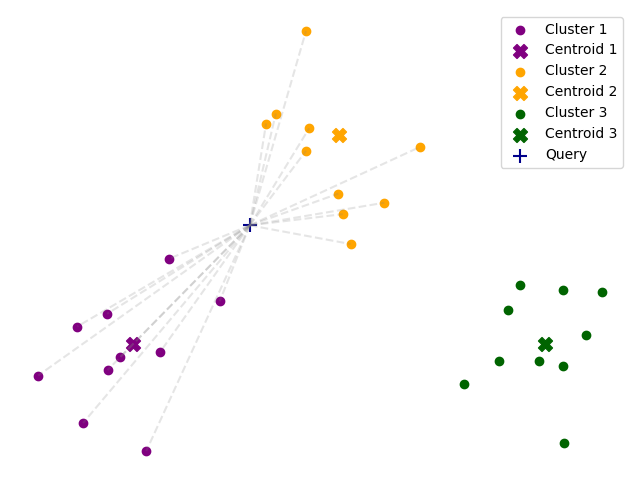 Cluster 1
Centroid 1
Cluster 2
Centroid 2
Cluster 3
Centroid 3
Query